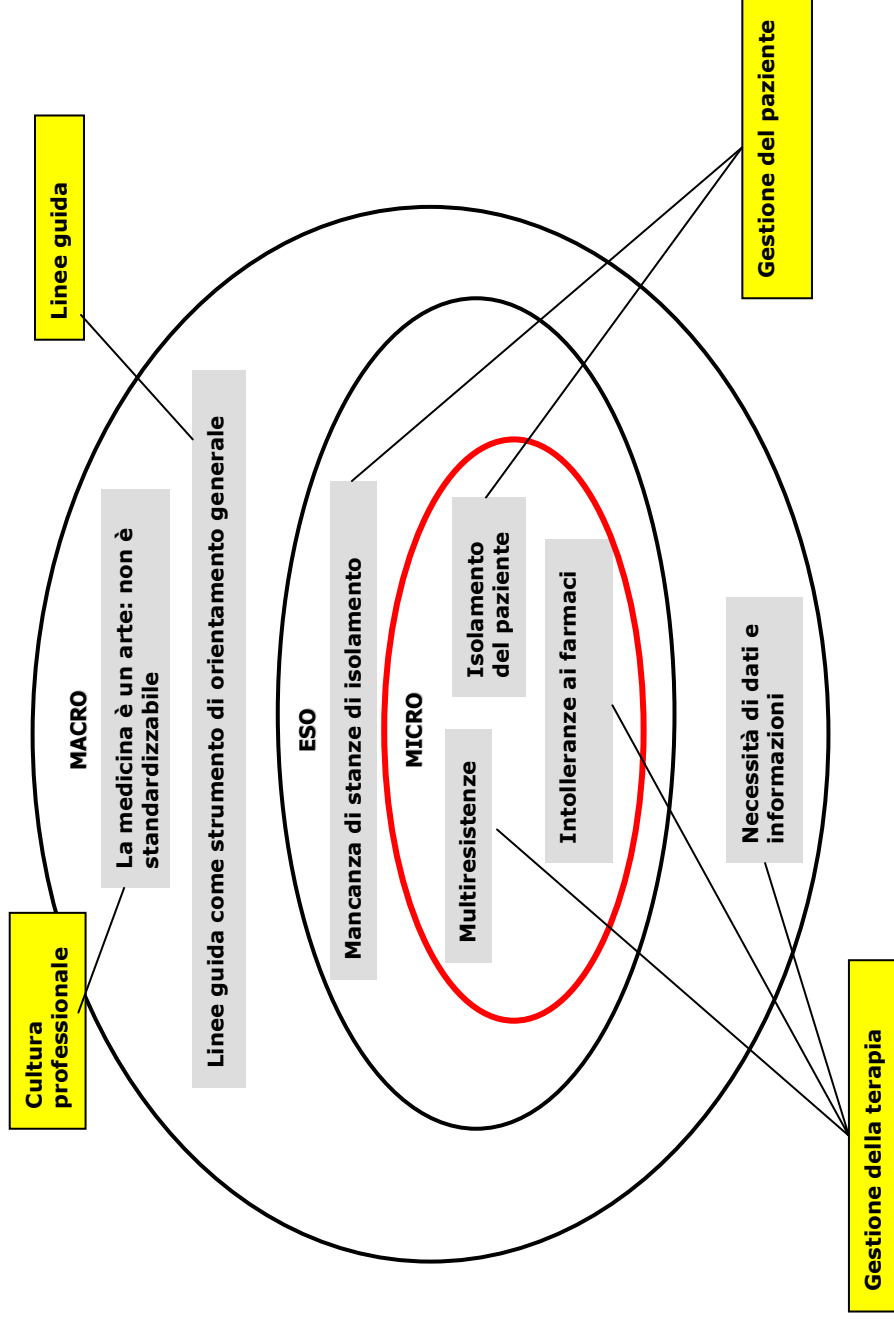 Cultura
professionale
Linee guida
MACRO
La medicina è un arte: non è
standardizzabile
Linee guida come strumento di orientamento generale
ESO
Mancanza di stanze di isolamento
MICRO
Multiresistenze
Isolamento
del paziente
Intolleranze ai farmaci
Necessità di dati e
informazioni
Gestione del paziente
Gestione della terapia